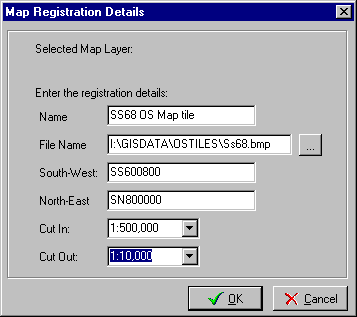 Map Registration Details
Selected Map Layer:
Enter the registration details:
Name SS68 OS Map tile
File Name I:\GISDATA\OSTILES\Ss68.bmp ...
South-West: SS600800
North-East SN800000
Cut In: 1:500,000
Cut Out: 1:10,000
OK Cancel